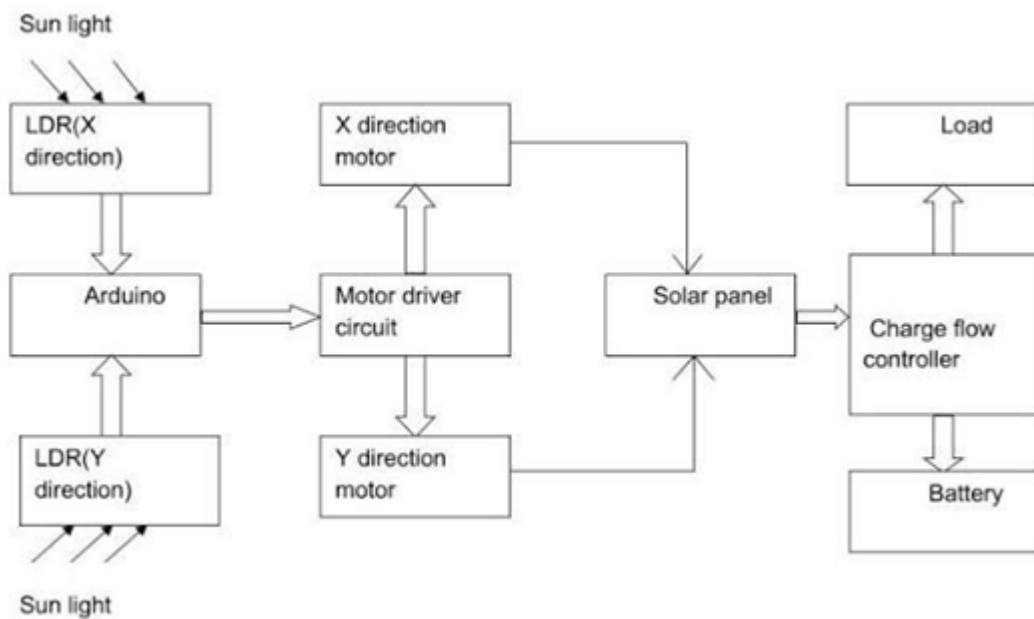 Sun light
LDR(X
direction)
X direction
motor
Load
Arduino
Motor driver
circuit
Solar panel
Charge flow
controller
LDR(Y
direction)
Y direction
motor
Battery
Sun light